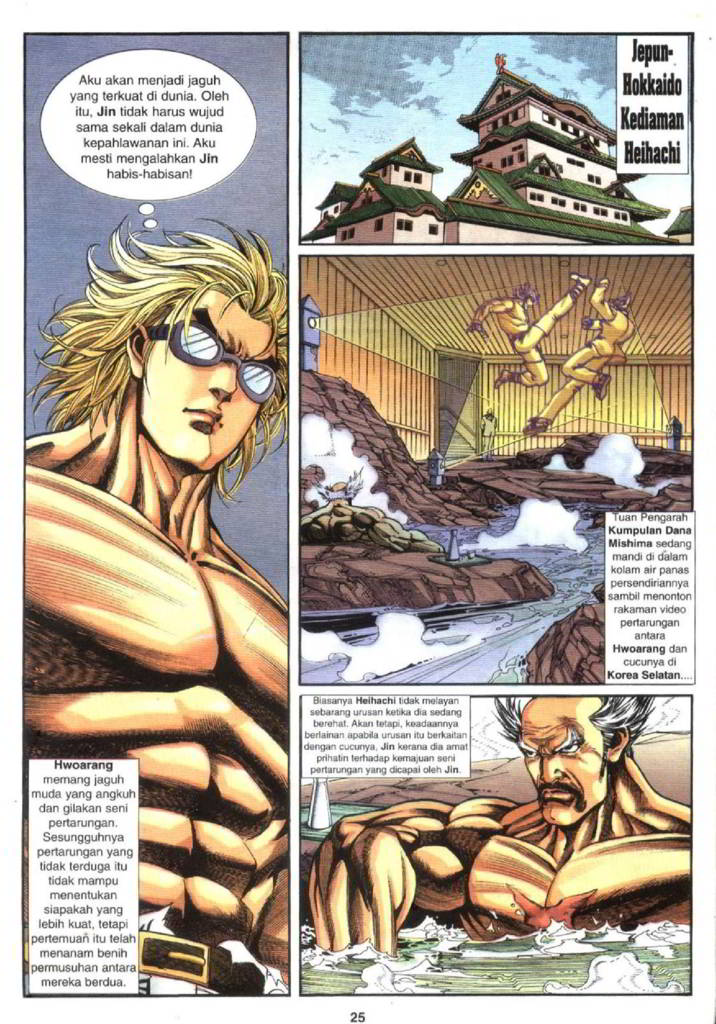 Aku akan menjadi jaguh
yang terkuat di dunia. Oleh
itu, Jin tidak harus wujud
sama sekali dalam dunia
kepahlawanan ini. Aku
mesti mengalahkan Jin
habis-habisan!
Hwoarang
memang jaguh
muda yang angkuh
dan gilakan seni
pertarungan.
Sesungguhnya
pertarungan yang
tidak terduga itu
tidak mampu
menentukan
siapakah yang
lebih kuat, tetapi
pertemuan itu telah
menanam benih
permusuhan antara
mereka berdua.
Jepun-
Hokkaido
Kediaman
Heihachi
Tuan Pengarah
Kumpulan Dana
Mishima sedang
mandi di dalam
kolam air panas
persendiriannya
sambil menonton
rakaman video
pertarungan
antara
Hwoarang dan
cucunya di
Korea Selatan....
Biasanya Heihachi tidak melayan
sebarang urusan ketika dia sedang
berehat. Akan tetapi, keadaannya
berlainan apabila urusan itu berkaitan
dengan cucunya, Jin kerana dia amat
prihatin terhadap kemajuan seni
pertarungan yang dicapai oleh Jin.
25